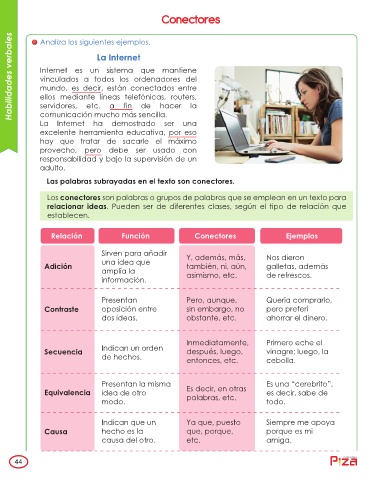 Conectores
Habilidades verbales
Analiza los siguientes ejemplos.
La Internet
Internet es un sistema que mantiene
vinculados a todos los ordenadores del
mundo, es decir, están conectados entre
ellos mediante líneas telefónicas, routers,
servidores, etc. a fin de hacer la
comunicación mucho más sencilla.
La Internet ha demostrado ser una
excelente herramienta educativa, por eso
hay que tratar de sacarle el máximo
provecho, pero debe ser usado con
responsabilidad y bajo la supervisión de un
adulto.
Las palabras subrayadas en el texto son conectores.
Los conectores son palabras o grupos de palabras que se emplean en un texto para
relacionar ideas. Pueden ser de diferentes clases, según el tipo de relación que
establecen.
Relación Función Conectores Ejemplos
Adición
Sirven para añadir
una idea que
amplía la
información.
Y, además, más,
también, ni, aún,
asimismo, etc.
Nos dieron
galletas, además
de refrescos.
Contraste
Presentan
oposición entre
dos ideas.
Pero, aunque,
sin embargo, no
obstante, etc.
Quería comprarlo,
pero preferí
ahorrar el dinero.
Secuencia
Indican un orden
de hechos.
Inmediatamente,
después, luego,
entonces, etc.
Primero eche el
vinagre; luego, la
cebolla.
Equivalencia
Presentan la misma
idea de otro
modo.
Es decir, en otras
palabras, etc.
Es una “cerebrito”,
es decir, sabe de
todo.
Causa
Indican que un
hecho es la
causa del otro.
Ya que, puesto
que, porque,
etc.
Siempre me apoya
porque es mi
amiga.
44